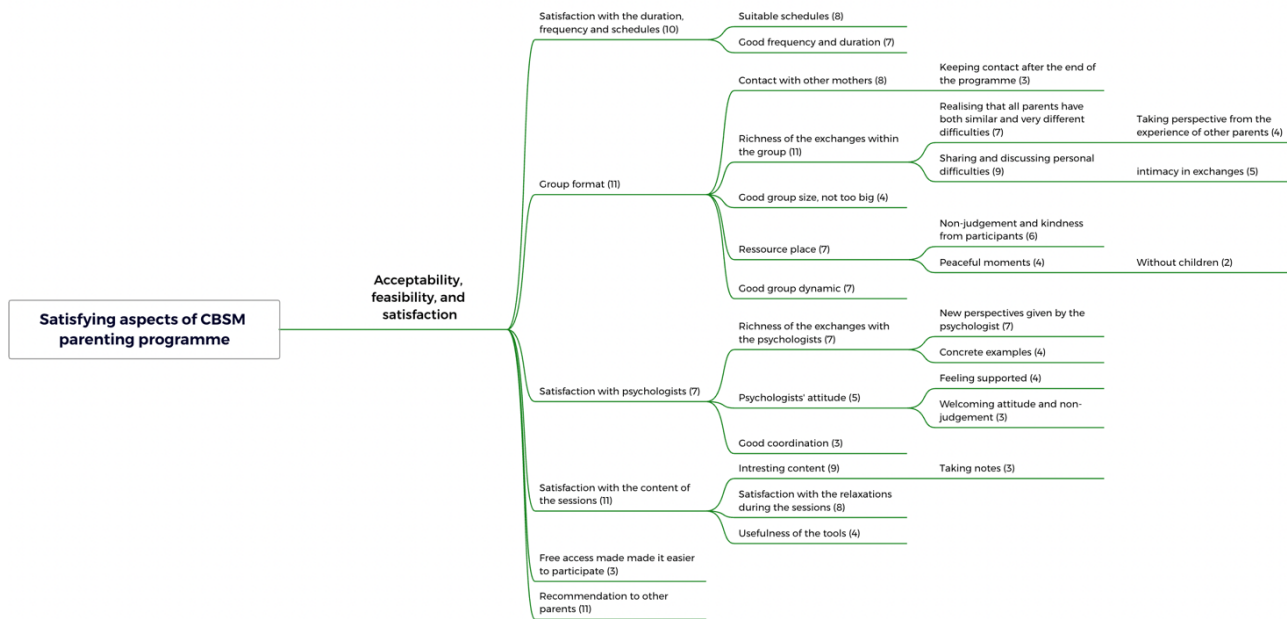 Satisfying aspects of CBSM
parenting programme
Acceptability,
feasibility, and
satisfaction
Satisfaction with the duration,
frequency and schedules (10)
Suitable schedules (8)
Good frequency and duration (7)
Group format (11)
Contact with other mothers (8)
Keeping contact after the end of
the programme (3)
Richness of the exchanges within
the group (11)
Realising that all parents have
both similar and very different
difficulties (7)
Taking perspective from the
experience of other parents (4)
Sharing and discussing personal
difficulties (9)
intimacy in exchanges (5)
Good group size, not too big (4)
Ressource place (7)
Non-judgement and kindness
from participants (6)
Peaceful moments (4)
Without children (2)
Good group dynamic (7)
Satisfaction with psychologists (7)
Richness of the exchanges with
the psychologists (7)
New perspectives given by the
psychologist (7)
Concrete examples (4)
Psychologists' attitude (5)
Feeling supported (4)
Welcoming attitude and non-
judgement (3)
Good coordination (3)
Satisfaction with the content of
the sessions (11)
Intresting content (9)
Taking notes (3)
Satisfaction with the relaxations
during the sessions (8)
Usefulness of the tools (4)
Free access made made it easier
to participate (3)
Recommendation to other
parents (11)